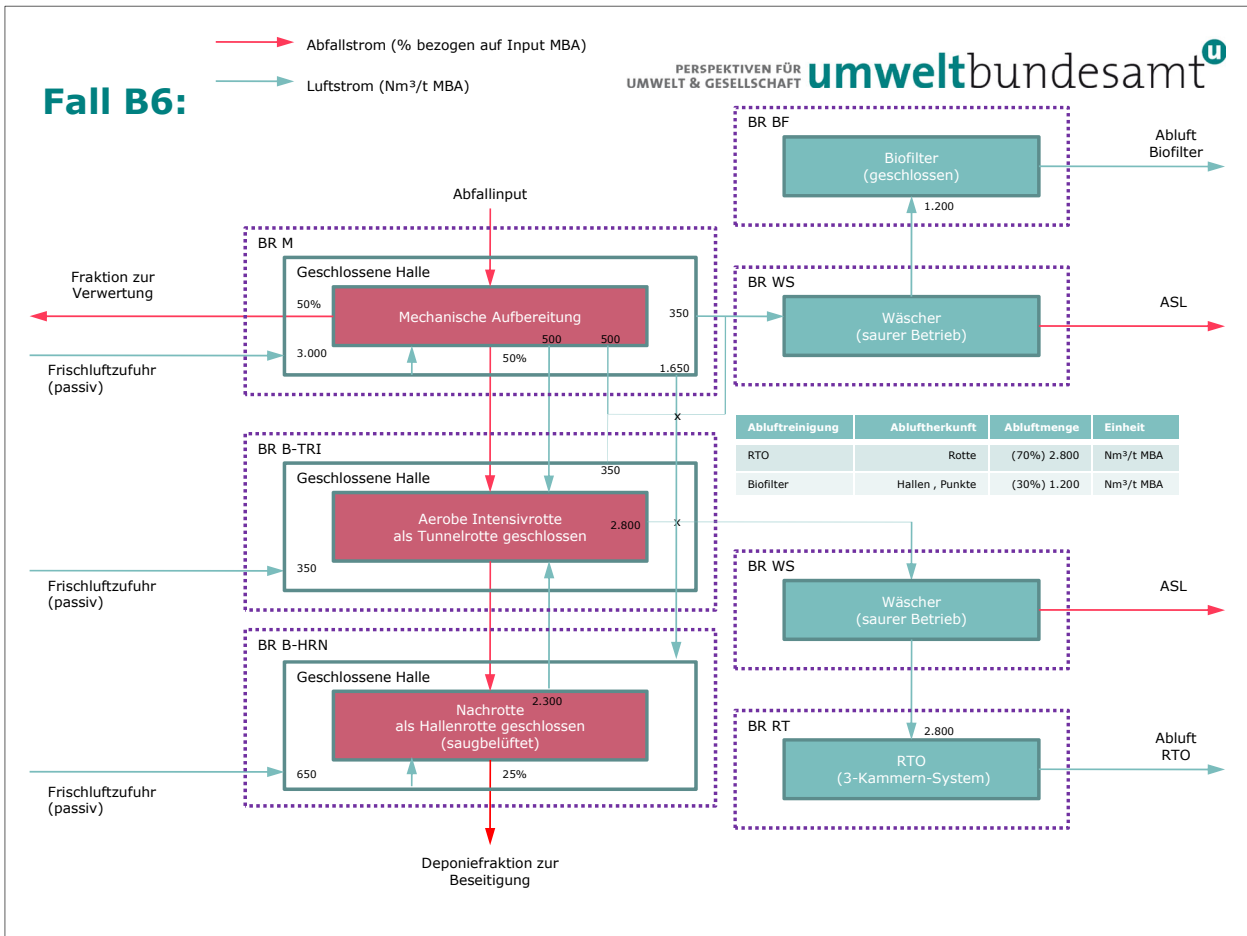 Abfallstrom (% bezogen auf Input MBA)
Luftstrom (Nm³/t MBA)
Fall B6:
PERSPEKTIVEN FÜR
UMWELT & GESELLSCHAFT
umweltbundesamt
u
BR BF
Biofilter
(geschlossen)
1.200
Abluft
Biofilter
Abfallinput
BR M
Geschlossene Halle
Mechanische Aufbereitung
Fraktion zur
Verwertung
50%
3.000
Frischluftzufuhr
(passiv)
50%
500
500
350
1.650
x
BR WS
Wäscher
(saurer Betrieb)
ASL
Abluftreinigung Abluftherkunft Abluftmenge Einheit
RTO Rotte (70%) 2.800 Nm³/t MBA
Biofilter Hallen , Punkte (30%) 1.200 Nm³/t MBA
BR B-TRI
Geschlossene Halle
350
Aerobe Intensivrotte
als Tunnelrotte geschlossen
2.800
x
350
Frischluftzufuhr
(passiv)
BR WS
Wäscher
(saurer Betrieb)
ASL
BR B-HRN
Geschlossene Halle
2.300
Nachrotte
als Hallenrotte geschlossen
(saugbelüftet)
650
25%
Frischluftzufuhr
(passiv)
BR RT
2.800
RTO
(3-Kammern-System)
Abluft
RTO
Deponiefraktion zur
Beseitigung